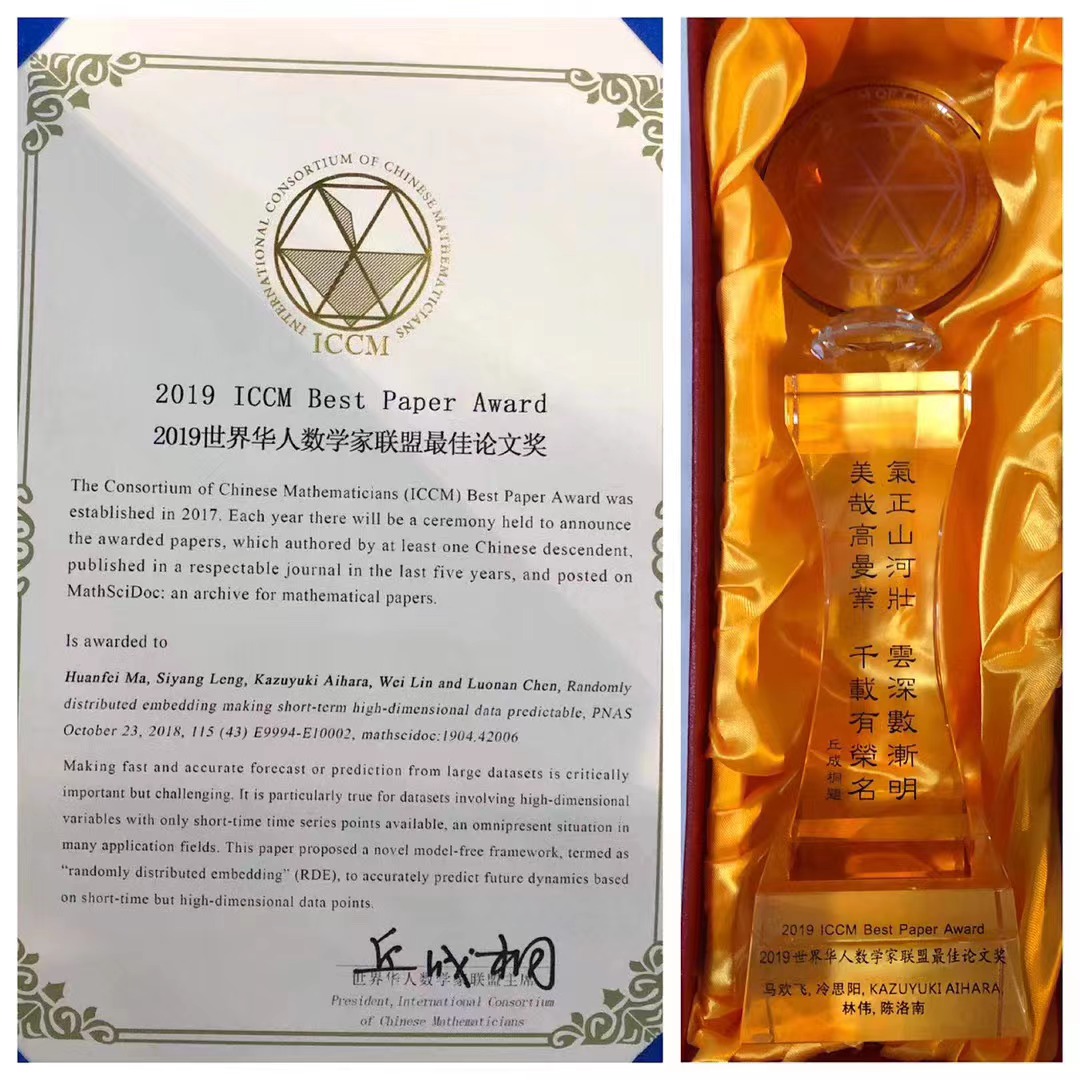 INTERNATIONAL CONSORTIUM OF CHINESE MATHEMATICIANS
ICCM
2019 ICCM Best Paper Award
2019世界华人数学家联盟最佳论文奖
The Consortium of Chinese Mathematicians (ICCM) Best Paper Award was
established in 2017. Each year there will be a ceremony held to announce
the awarded papers, which authored by at least one Chinese descendent,
published in a respectable journal in the last five years, and posted on
MathSciDoc: an archive for mathematical papers.
Is awarded to
Huanfei Ma, Siyang Leng, Kazuyuki Aihara, Wei Lin and Luonan Chen, Randomly
distributed embedding making short-term high-dimensional data predictable, PNAS
October 23, 2018, 115 (43) E9994-E10002, mathscidoc:1904.42006
Making fast and accurate forecast or prediction from large datasets is critically
important but challenging. It is particularly true for datasets involving high-dimensional
variables with only short-time time series points available, an omnipresent situation in
many application fields. This paper proposed a novel model-free framework, termed as
“randomly distributed embedding” (RDE), to accurately predict future dynamics based
on short-time but high-dimensional data points.
丘成桐
世界华人数学家联盟主席
President, International Consortium
of Chinese Mathematicians
ICCM
氣正山河壯 雲深數漸明
美哉高曼業 千載有榮名
丘成桐題
2019 ICCM Best Paper Award
2019世界华人数学家联盟最佳论文奖
马欢飞, 冷思阳, KAZUYUKI AIHARA,
林伟, 陈洛南